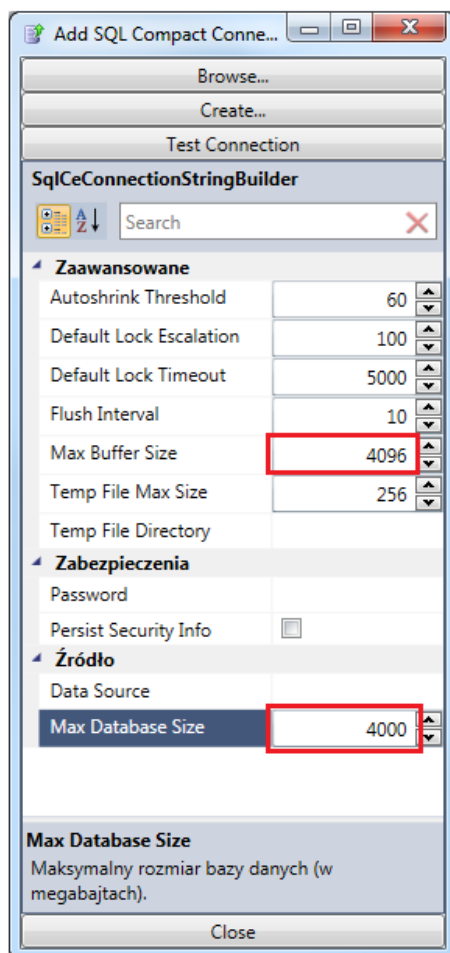 Add SQL Compact Conne...
Browse...
Create...
Test Connection
SqlCeConnectionStringBuilder
A Z Search
Zaawansowane
Autoshrink Threshold 60
Default Lock Escalation 100
Default Lock Timeout 5000
Flush Interval 10
Max Buffer Size 4096
Temp File Max Size 256
Temp File Directory
Zabezpieczenia
Password
Persist Security Info
Źródło
Data Source
Max Database Size 4000
Max Database Size
Maksymalny rozmiar bazy danych (w
megabajtach).
Close